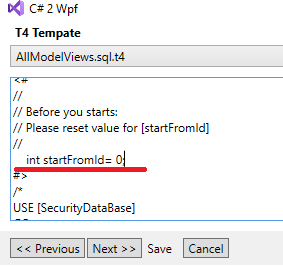 C# 2 Wpf
T4 Tempate
AllModelViews.sql.t4
<#
//
// Before you starts:
// Please reset value for [startFromId]
//
int startFromId= 0;
#>
/*
USE [SecurityDataBase]
<< Previous Next >> Save Cancel